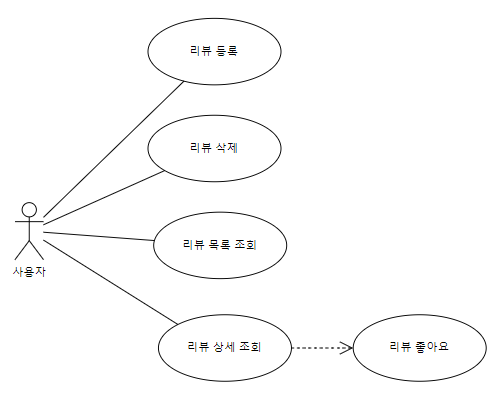 리뷰 등록
리뷰 삭제
리뷰 목록 조회
사용자
리뷰 상세 조회
리뷰 좋아요